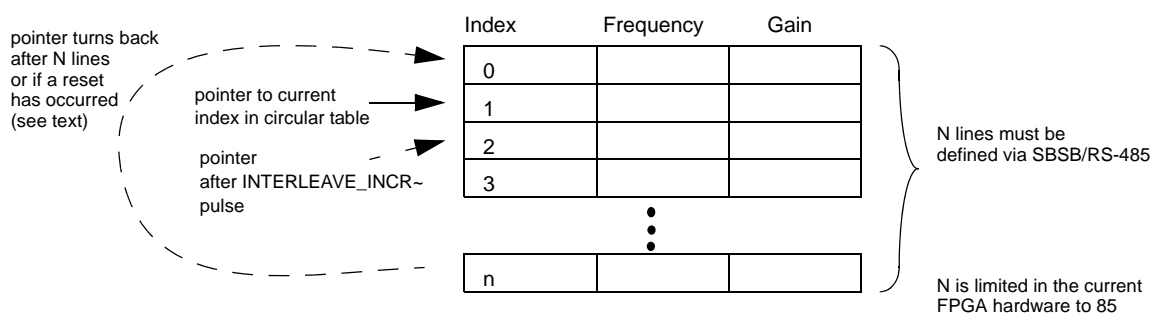 Index Frequency Gain
pointer turns back
after N lines
or if a reset
has occurred
(see text)
0
pointer to current
index in circular table
1
pointer
after INTERLEAVE_INCR~
pulse
2
3
n
N lines must be
defined via SBSB/RS-485
N is limited in the current
FPGA hardware to 85